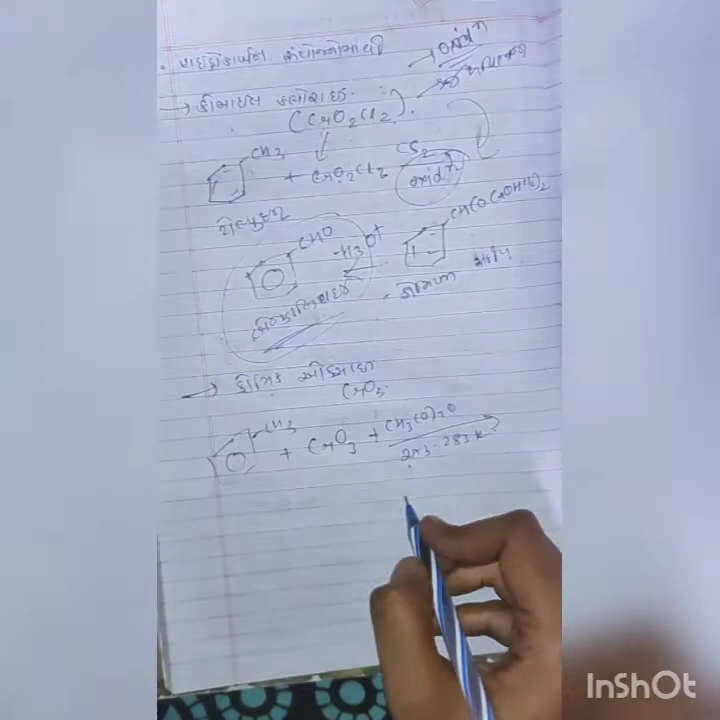 હાઇડ્રોકાર્બન સંયોજનોમાંથી
→ ક્રોમાઇલ ક્લોરાઇડ
(CrO2Cl2).
CH3 + CrO2Cl2 CS2
ટોલ્યુઇન
CHO H3O+ CH(OCrOHCl2)2
બેન્ઝાલ્ડિહાઇડ
→ ક્રોમિક ઓક્સાઇડ
CrO3
CH3 + CrO3 + (CH3CO)2O
273-283 K
InShOt